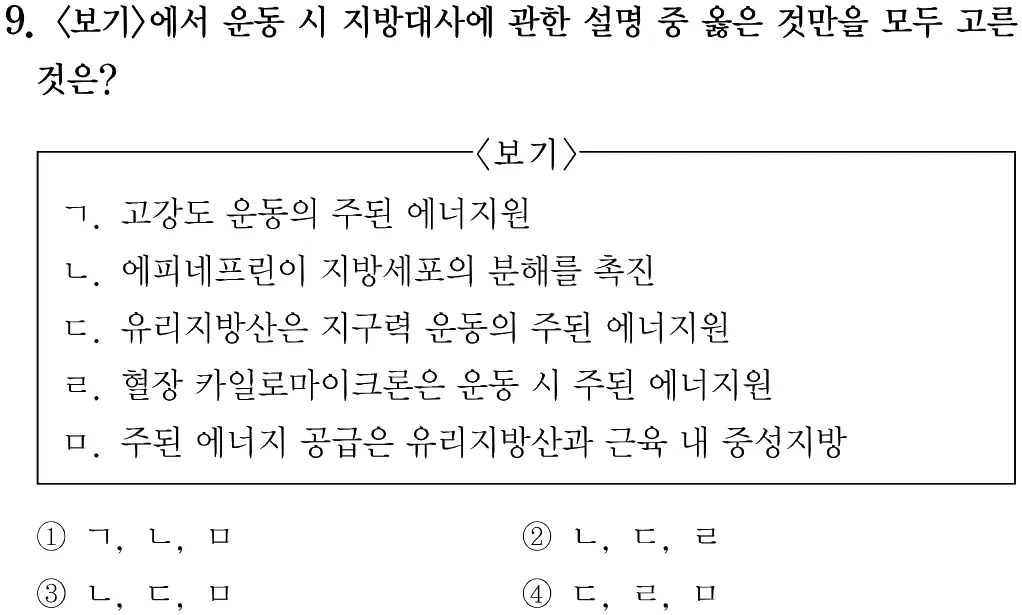 9. 〈보기〉에서 운동 시 지방대사에 관한 설명 중 옳은 것만을 모두 고른
것은?
〈보기〉
ㄱ. 고강도 운동의 주된 에너지원
ㄴ. 에피네프린이 지방세포의 분해를 촉진
ㄷ. 유리지방산은 지구력 운동의 주된 에너지원
ㄹ. 혈장 카일로마이크론은 운동 시 주된 에너지원
ㅁ. 주된 에너지 공급은 유리지방산과 근육 내 중성지방
① ㄱ, ㄴ, ㅁ ② ㄴ, ㄷ, ㄹ
③ ㄴ, ㄷ, ㅁ ④ ㄷ, ㄹ, ㅁ